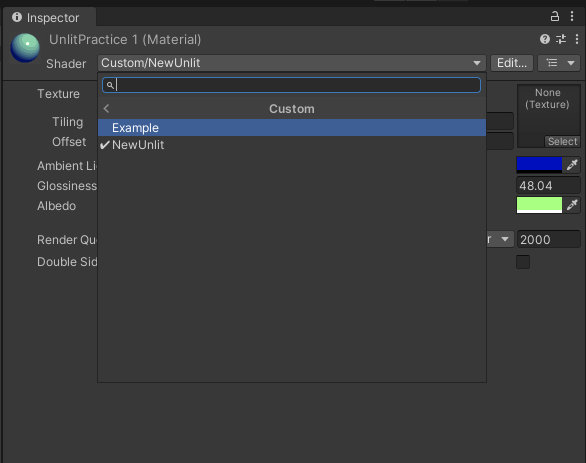 Inspector
UnlitPractice 1 (Material)
Shader Custom/NewUnlit Edit...
Texture None
(Texture)
Custom
Tiling
Example
Offset Select
NewUnlit
Ambient Li
Glossiness 48.04
Albedo
Render Que r 2000
Double Sid